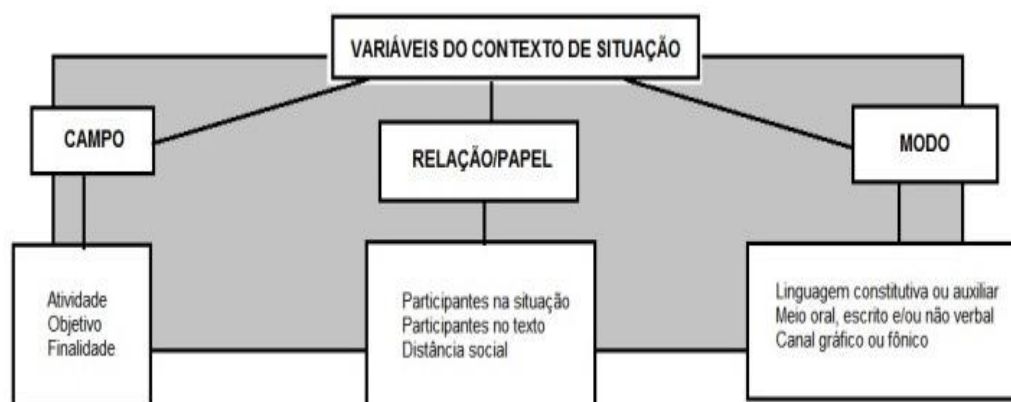 VARIÁVEIS DO CONTEXTO DE SITUAÇÃO
CAMPO
RELAÇÃO/PAPEL
MODO
Atividade
Objetivo
Finalidade
Participantes na situação
Participantes no texto
Distância social
Linguagem constitutiva ou auxiliar
Meio oral, escrito e/ou não verbal
Canal gráfico ou fônico